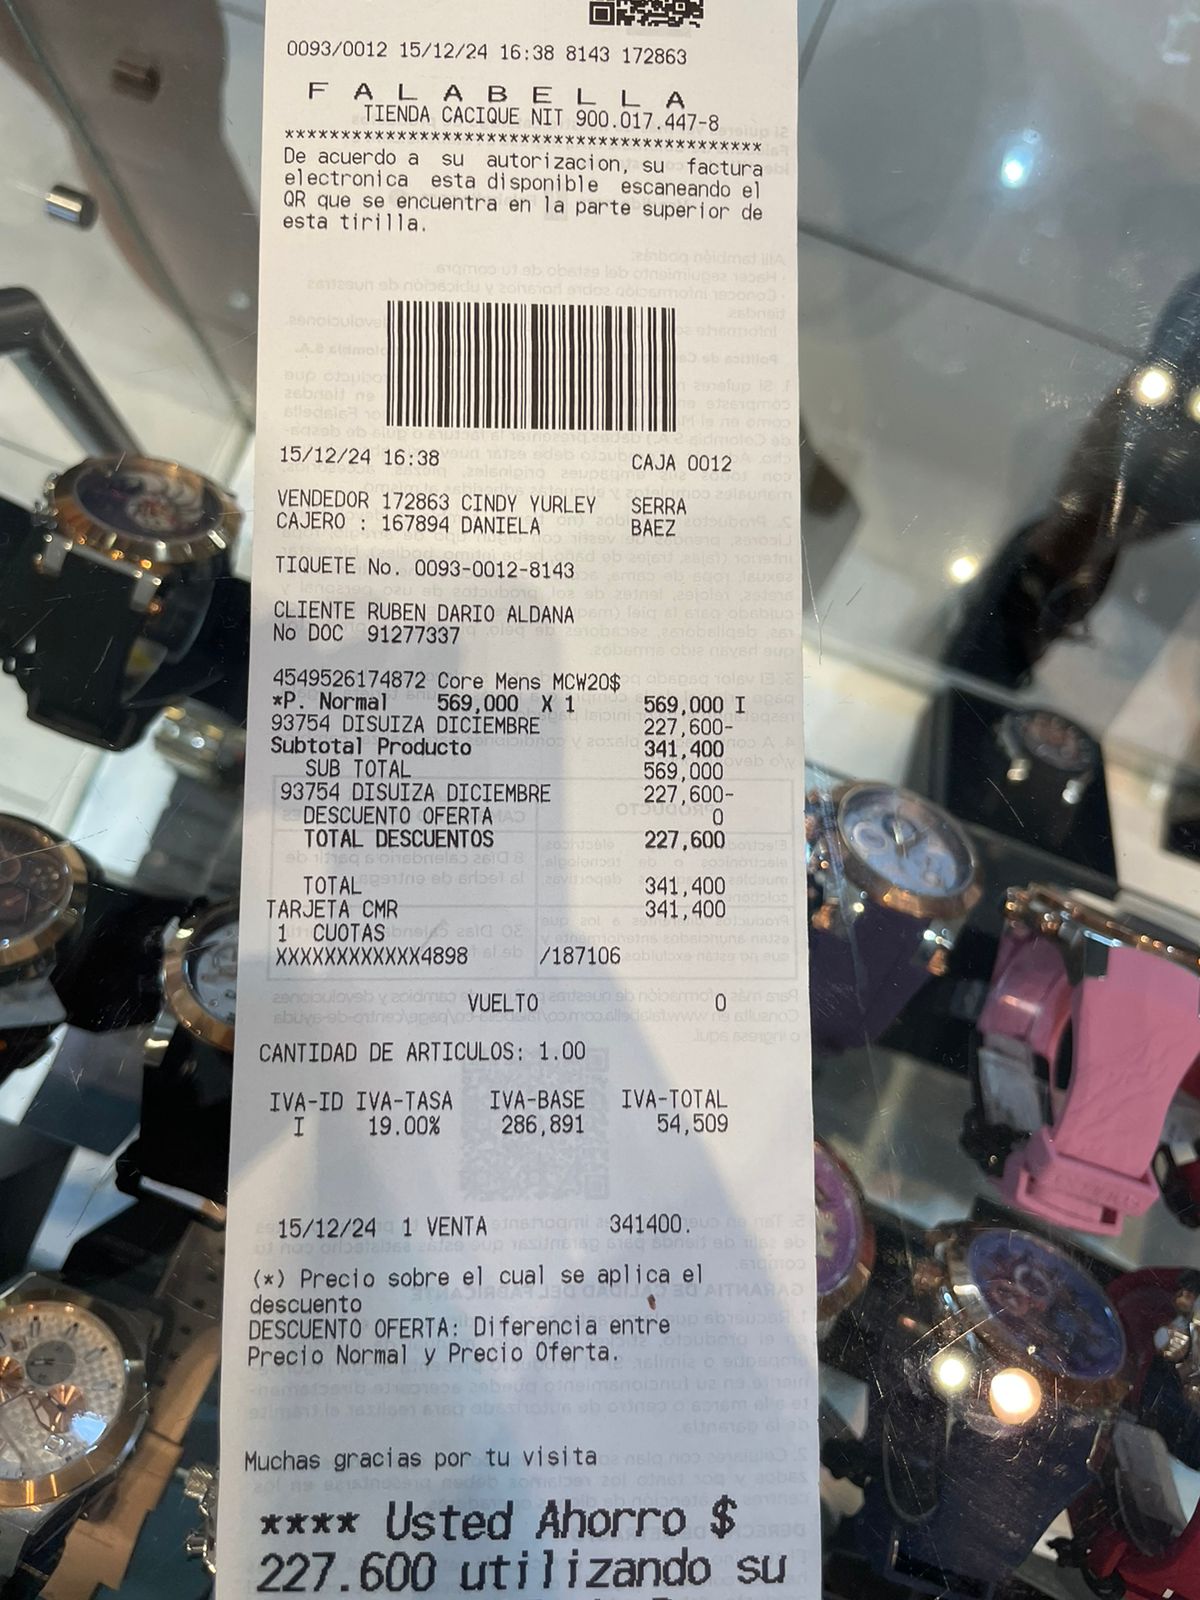 0093/0012 15/12/24 16:38 8143 172863
F A L A B E L L A
TIENDA CACIQUE NIT 900.017.447-8
******************************************
De acuerdo a su autorizacion, su factura
electronica esta disponible escaneando el
QR que se encuentra en la parte superior de
esta tirilla.
15/12/24 16:38 CAJA 0012
VENDEDOR 172863 CINDY YURLEY SERRA
CAJERO : 167894 DANIELA BAEZ
TIQUETE No. 0093-0012-8143
CLIENTE RUBEN DARIO ALDANA
No DOC 91277337
4549526174872 Core Mens MCW20$
*P. Normal 569,000 X 1 569,000 I
93754 DISUIZA DICIEMBRE 227,600-
Subtotal Producto 341,400
SUB TOTAL 569,000
93754 DISUIZA DICIEMBRE 227,600-
DESCUENTO OFERTA 0
TOTAL DESCUENTOS 227,600
TOTAL 341,400
TARJETA CMR 341,400
1 CUOTAS
XXXXXXXXXXXX4898 /187106
VUELTO 0
CANTIDAD DE ARTICULOS: 1.00
IVA-ID IVA-TASA IVA-BASE IVA-TOTAL
I 19.00% 286,891 54,509
15/12/24 1 VENTA 341400.
(*) Precio sobre el cual se aplica el
descuento
DESCUENTO OFERTA: Diferencia entre
Precio Normal y Precio Oferta.
Muchas gracias por tu visita
**** Usted Ahorro $
227.600 utilizando su